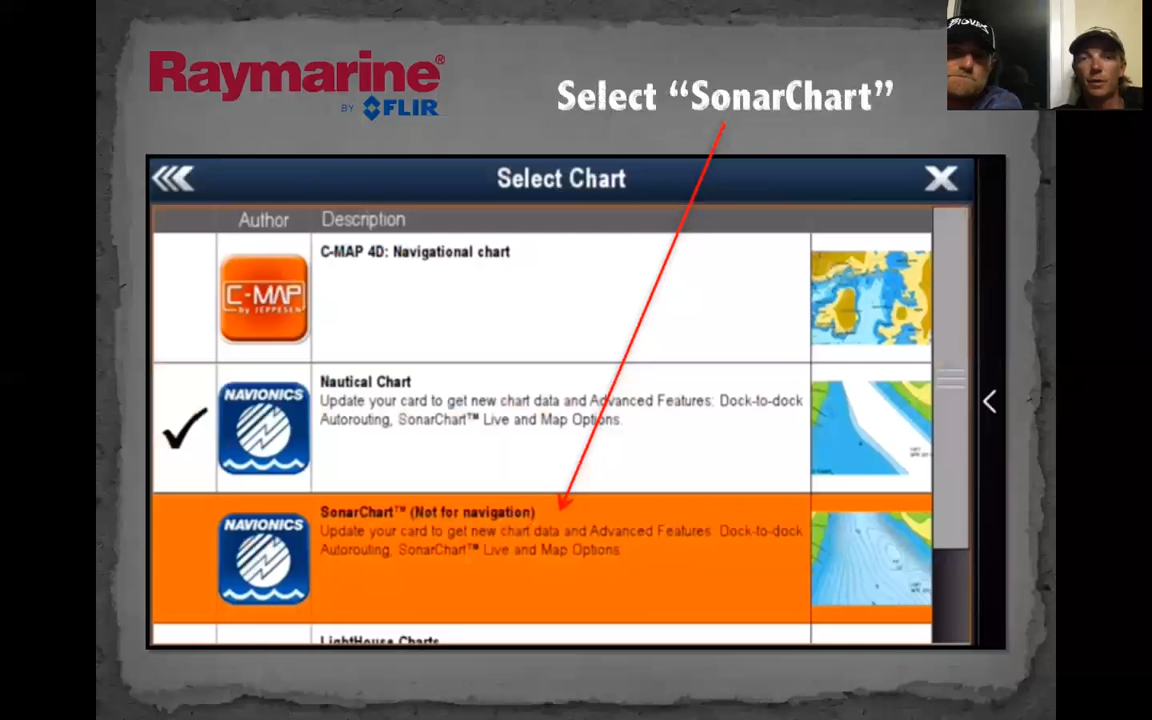 Raymarine®
BY FLIR
Select “SonarChart”
Select Chart
Author Description
C-MAP
by JEPPESEN
C-MAP 4D: Navigational chart
NAVIONICS
Nautical Chart
Update your card to get new chart data and Advanced Features: Dock-to-dock
Autorouting, SonarChart™ Live and Map Options.
NAVIONICS
SonarChart™ (Not for navigation)
Update your card to get new chart data and Advanced Features: Dock-to-dock
Autorouting, SonarChart™ Live and Map Options.
LightHouse Charts